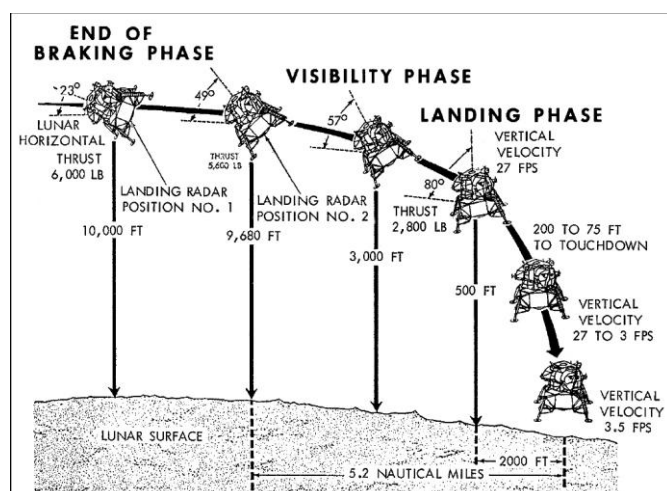 END OF
BRAKING PHASE
23°
LUNAR
HORIZONTAL
THRUST
6,000 LB
LANDING RADAR
POSITION NO. 1
10,000 FT
49°
THRUST
5,600 LB
LANDING RADAR
POSITION NO. 2
9,680 FT
VISIBILITY PHASE
57°
3,000 FT
LANDING PHASE
VERTICAL
VELOCITY
27 FPS
80°
THRUST
2,800 LB
500 FT
200 TO 75 FT
TO TOUCHDOWN
VERTICAL
VELOCITY
27 TO 3 FPS
VERTICAL
VELOCITY
3.5 FPS
LUNAR SURFACE
2000 FT
5.2 NAUTICAL MILES